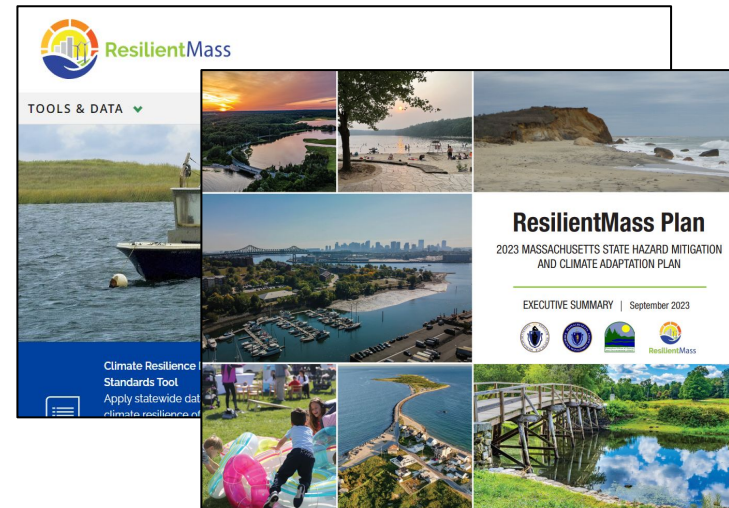 ResilientMass
TOOLS & DATA
ResilientMass Plan
2023 MASSACHUSETTS STATE HAZARD MITIGATION
AND CLIMATE ADAPTATION PLAN
EXECUTIVE SUMMARY | September 2023
ResilientMass
Climate Resilience
Standards Tool
Apply statewide dat
climate resilience of